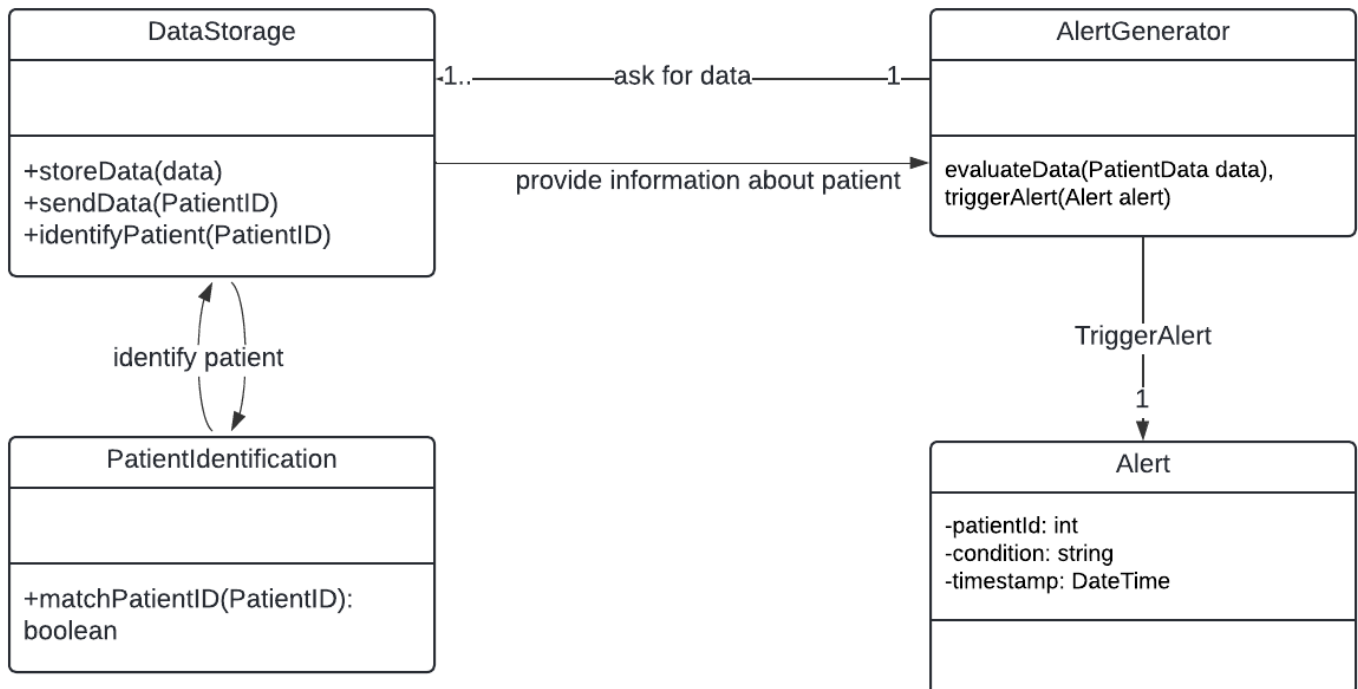 DataStorage
+storeData(data)
+sendData(PatientID)
+identifyPatient(PatientID)
1..
ask for data
1
provide information about patient
AlertGenerator
evaluateData(PatientData data),
triggerAlert(Alert alert)
identify patient
TriggerAlert
1
PatientIdentification
+matchPatientID(PatientID):
boolean
Alert
-patientId: int
-condition: string
-timestamp: DateTime